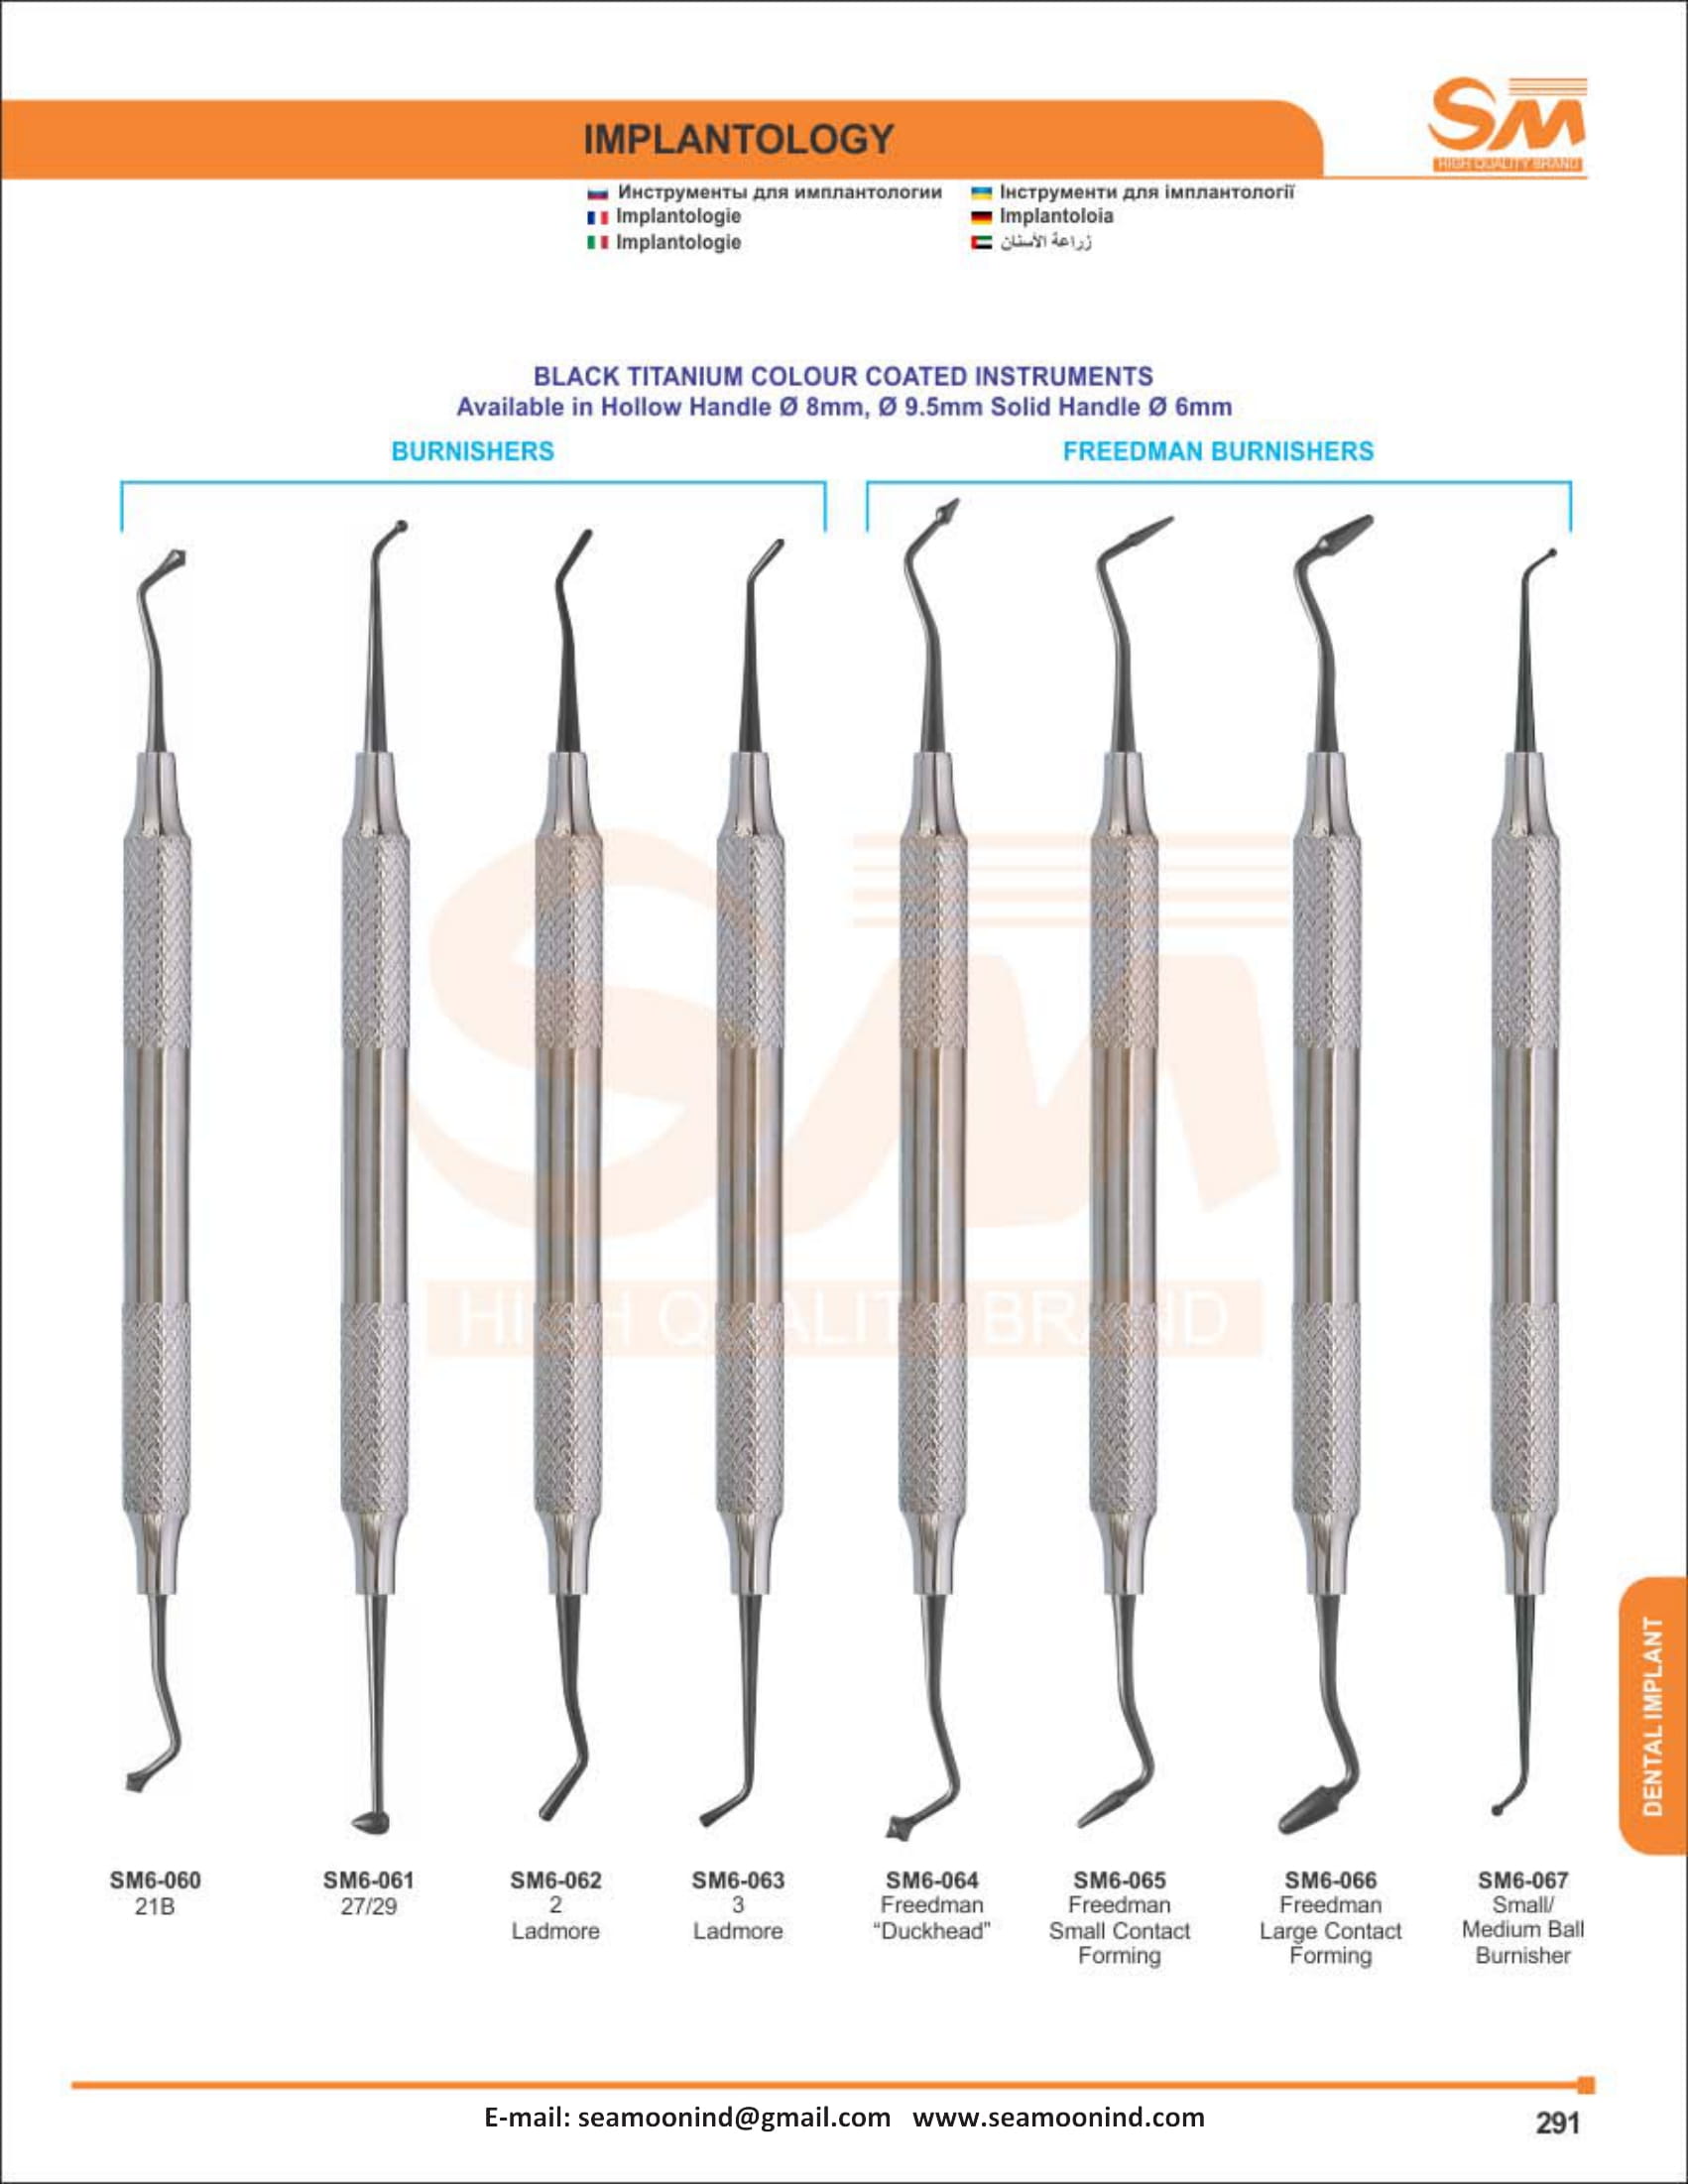 SM
HIGH QUALITY BRAND
IMPLANTOLOGY
Инструменты для имплантологии
Інструменти для імплантології
Implantologie
Implantoloia
Implantologie
زراعة الأسنان
BLACK TITANIUM COLOUR COATED INSTRUMENTS
Available in Hollow Handle Ø 8mm, Ø 9.5mm Solid Handle Ø 6mm
BURNISHERS
FREEDMAN BURNISHERS
SM
HIGH QUALITY BRAND
DENTAL IMPLANT
SM6-060
21B
SM6-061
27/29
SM6-062
2
Ladmore
SM6-063
3
Ladmore
SM6-064
Freedman
“Duckhead”
SM6-065
Freedman
Small Contact
Forming
SM6-066
Freedman
Large Contact
Forming
SM6-067
Small/
Medium Ball
Burnisher
E-mail: seamoonind@gmail.com www.seamoonind.com
291